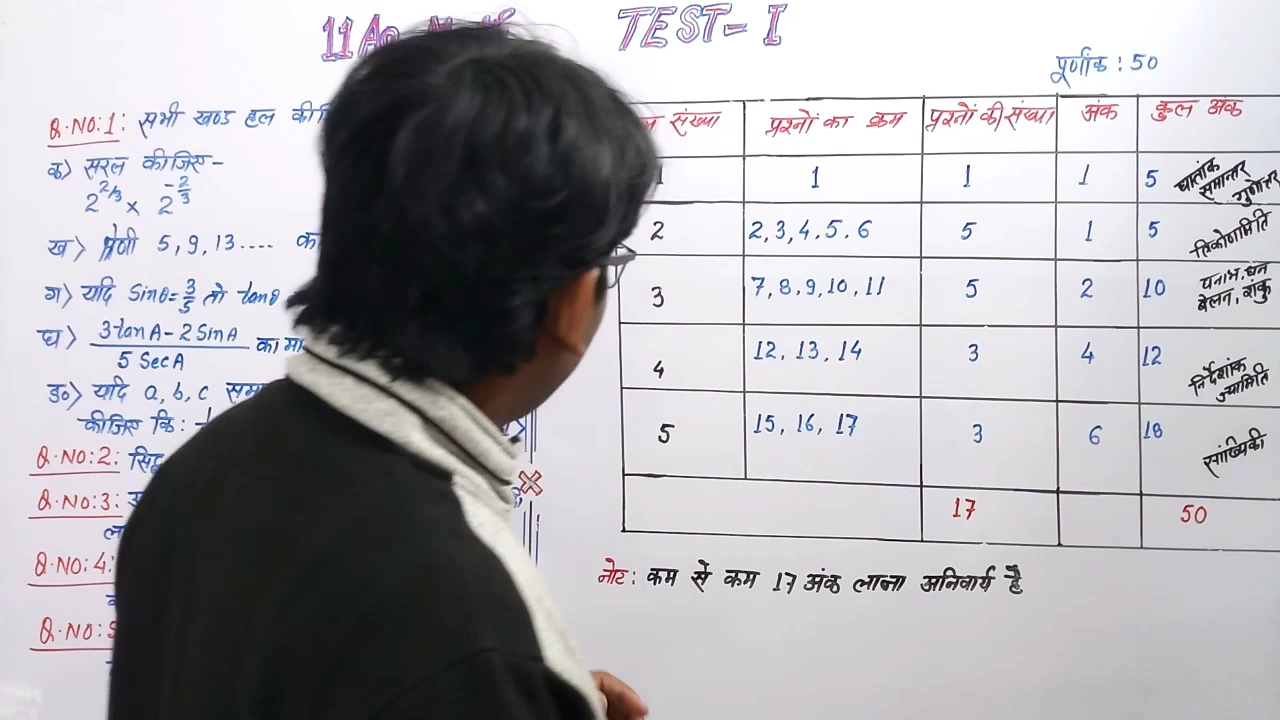 TEST-I
पूर्णांक : 50
Q.NO:1: सभी खण्ड हल
क> सरल कीजिए -
2^2/3 × 2^-2/3
ख> श्रेणी 5, 9, 13....
ग> यदि Sinθ = 3/5 तो tanθ
घ> 3tanA - 2SinA / 5SecA का
ङ> यदि a, b, c
कीजिए कि:
Q.NO:2:
Q.NO:3:
Q.NO:4:
Q.NO:
संख्या प्रश्नों का क्रम प्रश्नों की संख्या अंक कुल अंक
1 1 1 1 5 घातांक समान्तर गुणोत्तर
2 2, 3, 4, 5, 6 5 1 5 त्रिकोणमिति
3 7, 8, 9, 10, 11 5 2 10 घनाभ, घन बेलन, शंकु
4 12, 13, 14 3 4 12 निर्देशांक ज्यामिति
5 15, 16, 17 3 6 18 सांख्यिकी
17 50
नोट : कम से कम 17 अंक लाना अनिवार्य है